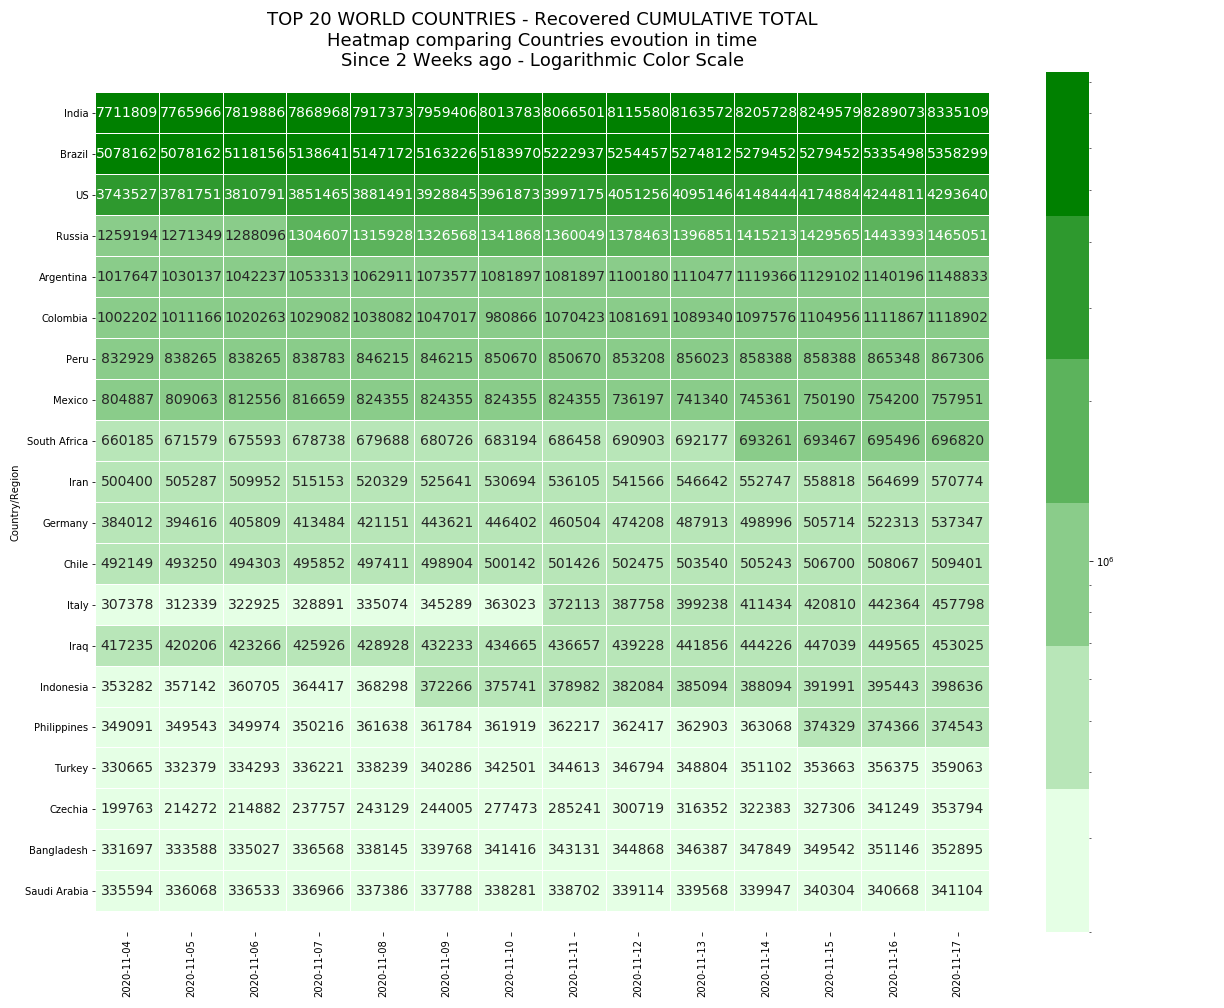 TOP 20 WORLD COUNTRIES - Recovered CUMULATIVE TOTAL
Heatmap comparing Countries evoution in time
Since 2 Weeks ago - Logarithmic Color Scale
India 7711809 7765966 7819886 7868968 7917373 7959406 8013783 8066501 8115580 8163572 8205728 8249579 8289073 8335109
Brazil 5078162 5078162 5118156 5138641 5147172 5163226 5183970 5222937 5254457 5274812 5279452 5279452 5335498 5358299
US 3743527 3781751 3810791 3851465 3881491 3928845 3961873 3997175 4051256 4095146 4148444 4174884 4244811 4293640
Russia 1259194 1271349 1288096 1304607 1315928 1326568 1341868 1360049 1378463 1396851 1415213 1429565 1443393 1465051
Argentina 1017647 1030137 1042237 1053313 1062911 1073577 1081897 1081897 1100180 1110477 1119366 1129102 1140196 1148833
Colombia 1002202 1011166 1020263 1029082 1038082 1047017 980866 1070423 1081691 1089340 1097576 1104956 1111867 1118902
Peru 832929 838265 838265 838783 846215 846215 850670 850670 853208 856023 858388 858388 865348 867306
Mexico 804887 809063 812556 816659 824355 824355 824355 824355 736197 741340 745361 750190 754200 757951
South Africa 660185 671579 675593 678738 679688 680726 683194 686458 690903 692177 693261 693467 695496 696820
Iran 500400 505287 509952 515153 520329 525641 530694 536105 541566 546642 552747 558818 564699 570774
Germany 384012 394616 405809 413484 421151 443621 446402 460504 474208 487913 498996 505714 522313 537347
Chile 492149 493250 494303 495852 497411 498904 500142 501426 502475 503540 505243 506700 508067 509401
Italy 307378 312339 322925 328891 335074 345289 363023 372113 387758 399238 411434 420810 442364 457798
Iraq 417235 420206 423266 425926 428928 432233 434665 436657 439228 441856 444226 447039 449565 453025
Indonesia 353282 357142 360705 364417 368298 372266 375741 378982 382084 385094 388094 391991 395443 398636
Philippines 349091 349543 349974 350216 361638 361784 361919 362217 362417 362903 363068 374329 374366 374543
Turkey 330665 332379 334293 336221 338239 340286 342501 344613 346794 348804 351102 353663 356375 359063
Czechia 199763 214272 214882 237757 243129 244005 277473 285241 300719 316352 322383 327306 341249 353794
Bangladesh 331697 333588 335027 336568 338145 339768 341416 343131 344868 346387 347849 349542 351146 352895
Saudi Arabia 335594 336068 336533 336966 337386 337788 338281 338702 339114 339568 339947 340304 340668 341104
2020-11-04 2020-11-05 2020-11-06 2020-11-07 2020-11-08 2020-11-09 2020-11-10 2020-11-11 2020-11-12 2020-11-13 2020-11-14 2020-11-15 2020-11-16 2020-11-17
Country/Region
10⁶